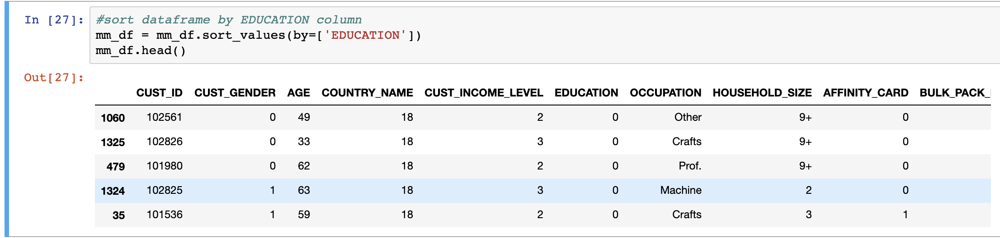 In [27]: #sort dataframe by EDUCATION column
mm_df = mm_df.sort_values(by=['EDUCATION'])
mm_df.head()
Out[27]:
CUST_ID CUST_GENDER AGE COUNTRY_NAME CUST_INCOME_LEVEL EDUCATION OCCUPATION HOUSEHOLD_SIZE AFFINITY_CARD BULK_PACK_
1060 102561 0 49 18 2 0 Other 9+ 0
1325 102826 0 33 18 3 0 Crafts 9+ 0
479 101980 0 62 18 2 0 Prof. 9+ 0
1324 102825 1 63 18 3 0 Machine 2 0
35 101536 1 59 18 2 0 Crafts 3 1